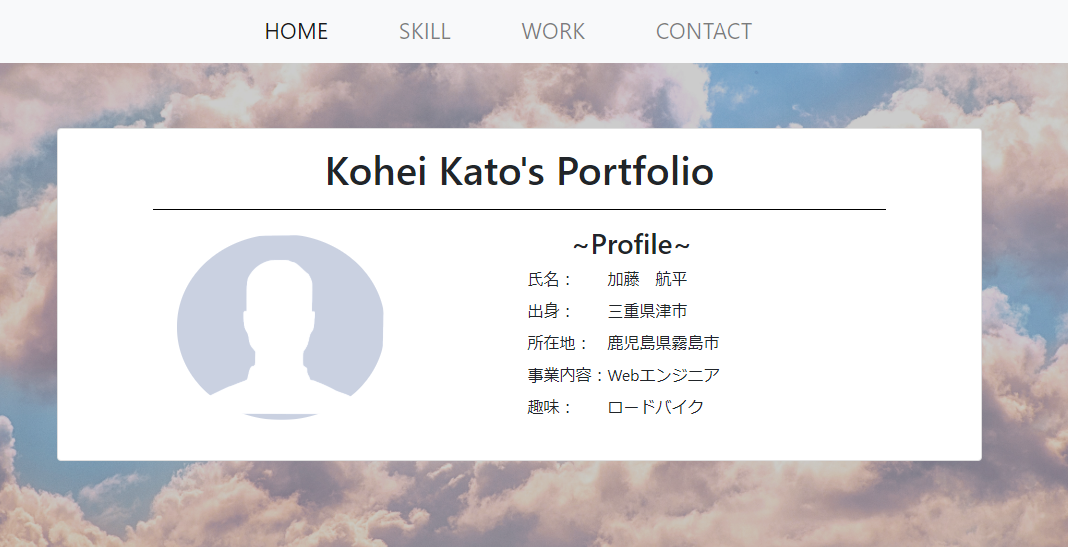 HOME SKILL WORK CONTACT
Kohei Kato's Portfolio
~Profile~
氏名： 加藤　航平
出身： 三重県津市
所在地： 鹿児島県霧島市
事業内容：Webエンジニア
趣味： ロードバイク